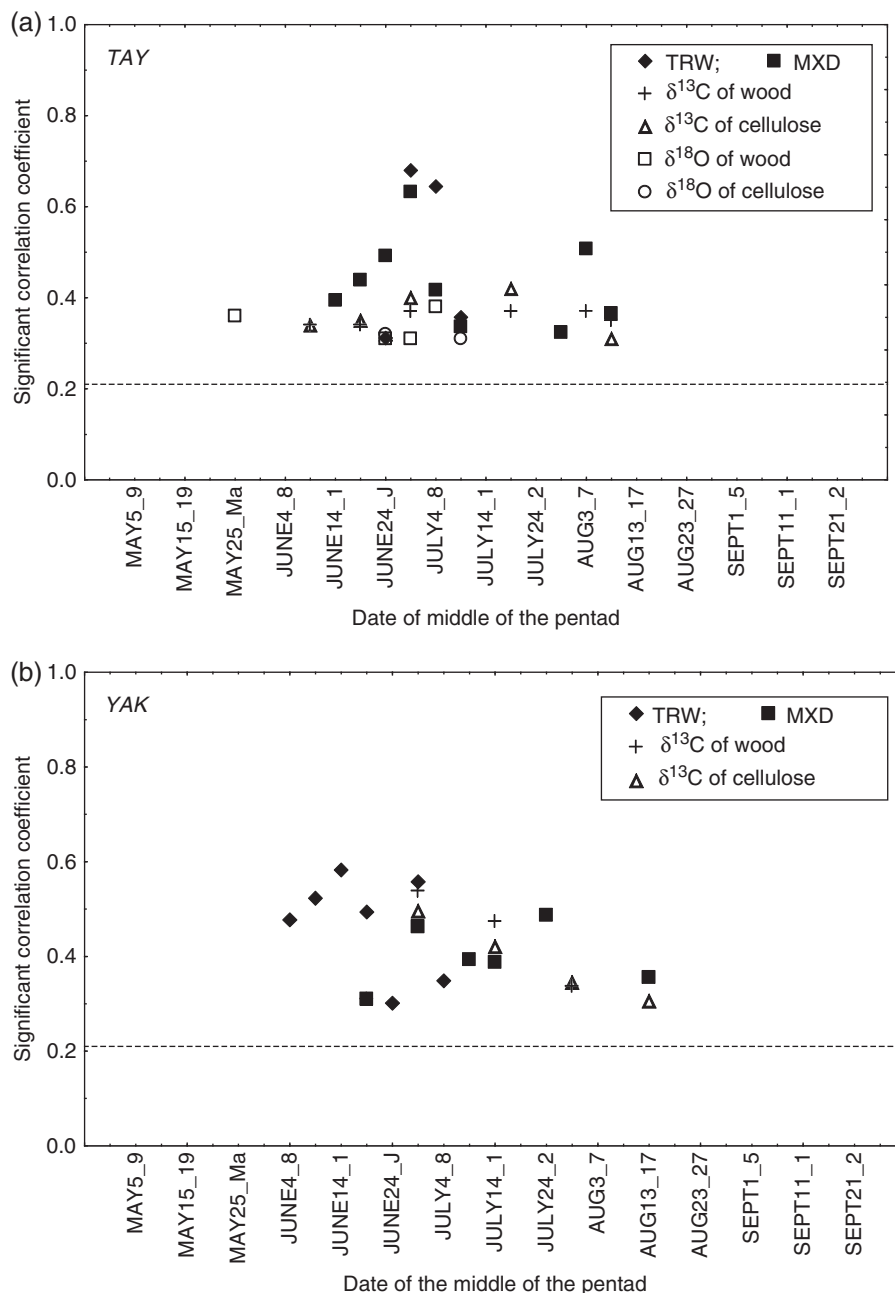 (a)
1.0
0.8
0.6
0.4
0.2
0.0
Significant correlation coefficient
TAY
TRW; MXD
δ¹³C of wood
δ¹³C of cellulose
δ¹⁸O of wood
δ¹⁸O of cellulose
MAY5_9
MAY15_19
MAY25_Ma
JUNE4_8
JUNE14_1
JUNE24_J
JULY4_8
JULY14_1
JULY24_2
AUG3_7
AUG13_17
AUG23_27
SEPT1_5
SEPT11_1
SEPT21_2
Date of middle of the pentad
(b)
1.0
0.8
0.6
0.4
0.2
0.0
Significant correlation coefficient
YAK
TRW; MXD
δ¹³C of wood
δ¹³C of cellulose
MAY5_9
MAY15_19
MAY25_Ma
JUNE4_8
JUNE14_1
JUNE24_J
JULY4_8
JULY14_1
JULY24_2
AUG3_7
AUG13_17
AUG23_27
SEPT1_5
SEPT11_1
SEPT21_2
Date of the middle of the pentad